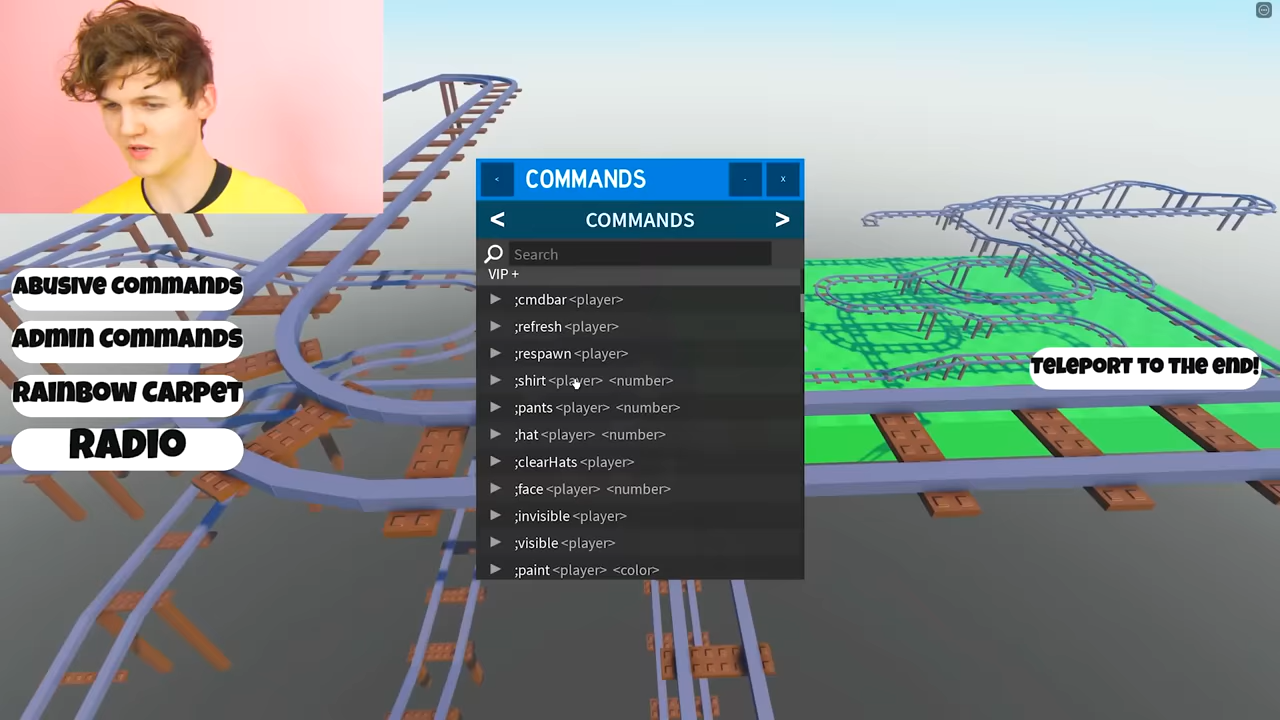 COMMANDS
-
x
<
< COMMANDS >
Search
VIP +
;cmdbar <player>
;refresh <player>
;respawn <player>
;shirt <player> <number>
;pants <player> <number>
;hat <player> <number>
;clearHats <player>
;face <player> <number>
;invisible <player>
;visible <player>
;paint <player> <color>
ABUSIVE COMMANDS
ADMIN COMMANDS
RAINBOW CARPET
RADIO
TELEPORT TO THE END!